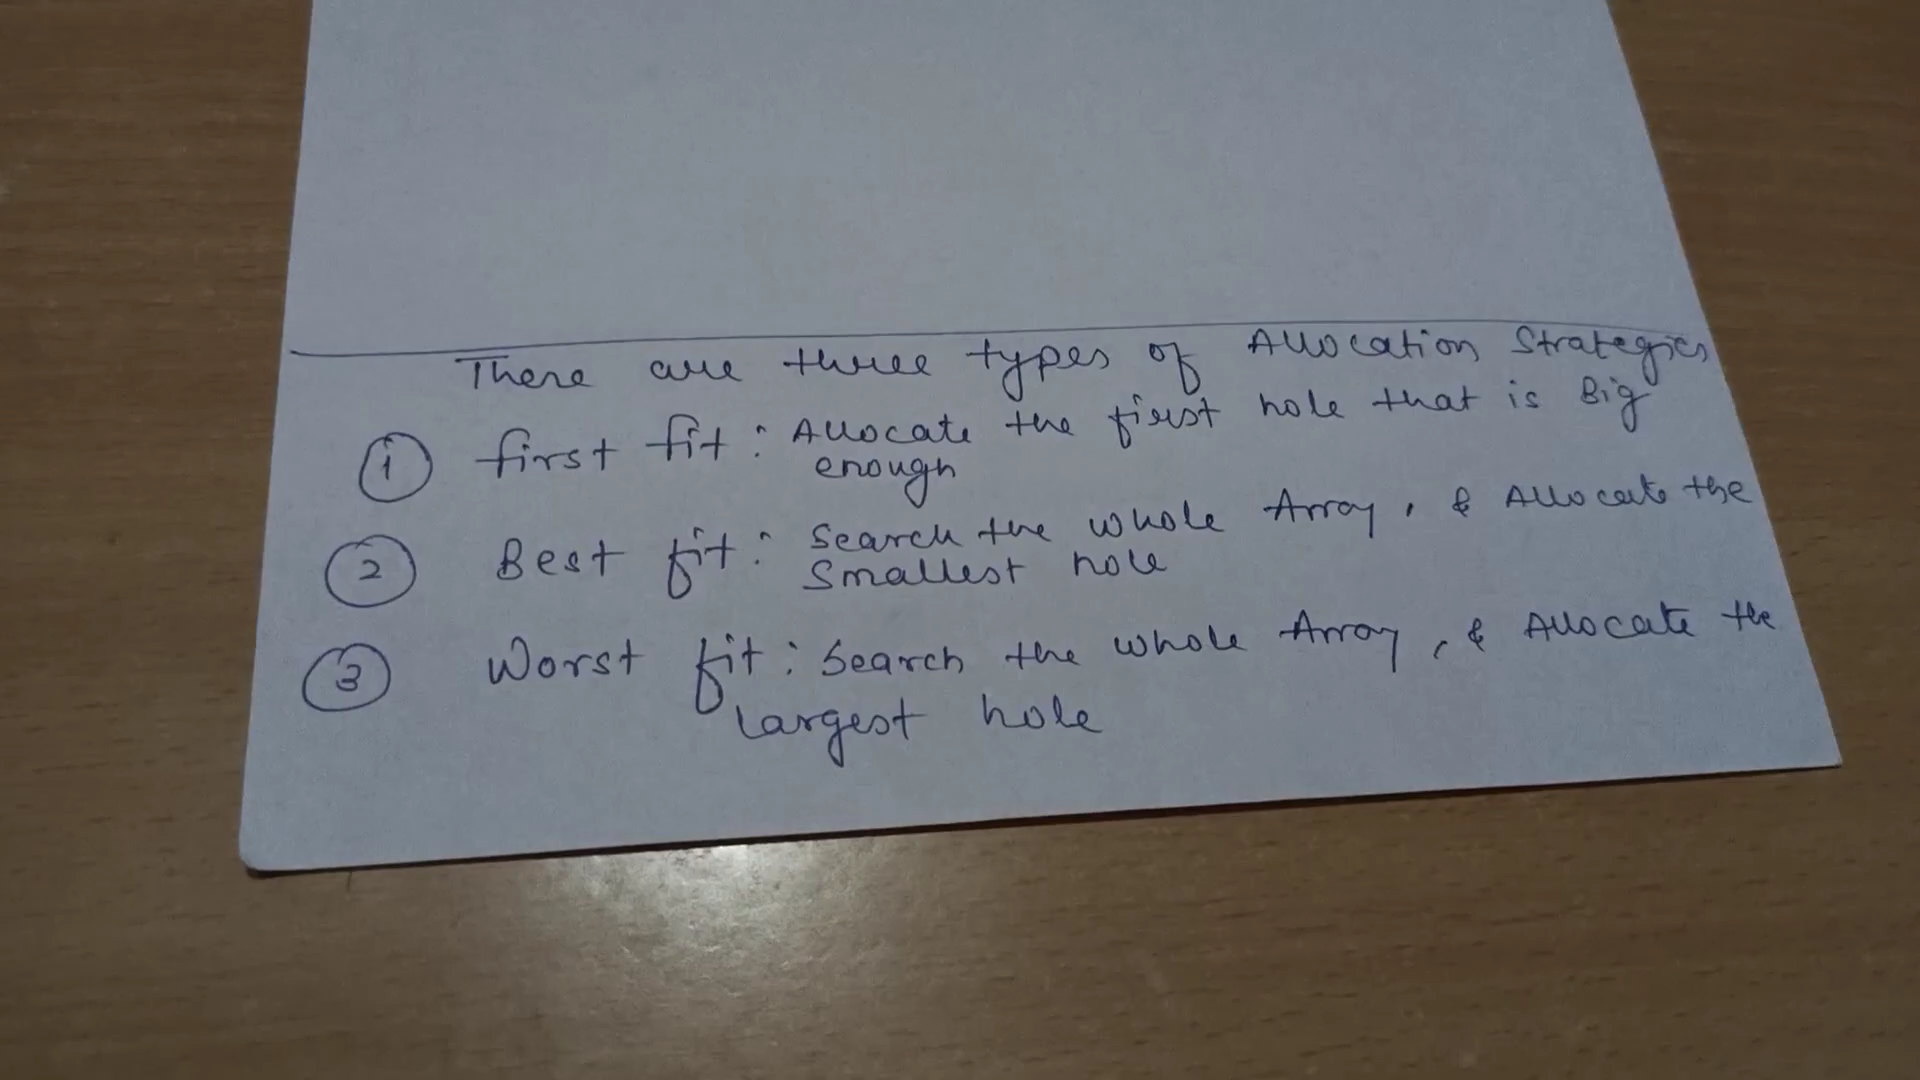 There are three types of Allocation Strategies
① first fit : Allocate the first hole that is Big
enough
② Best fit : Search the whole Array, & Allocate the
Smallest hole
③ Worst fit : Search the whole Array, & Allocate the
largest hole